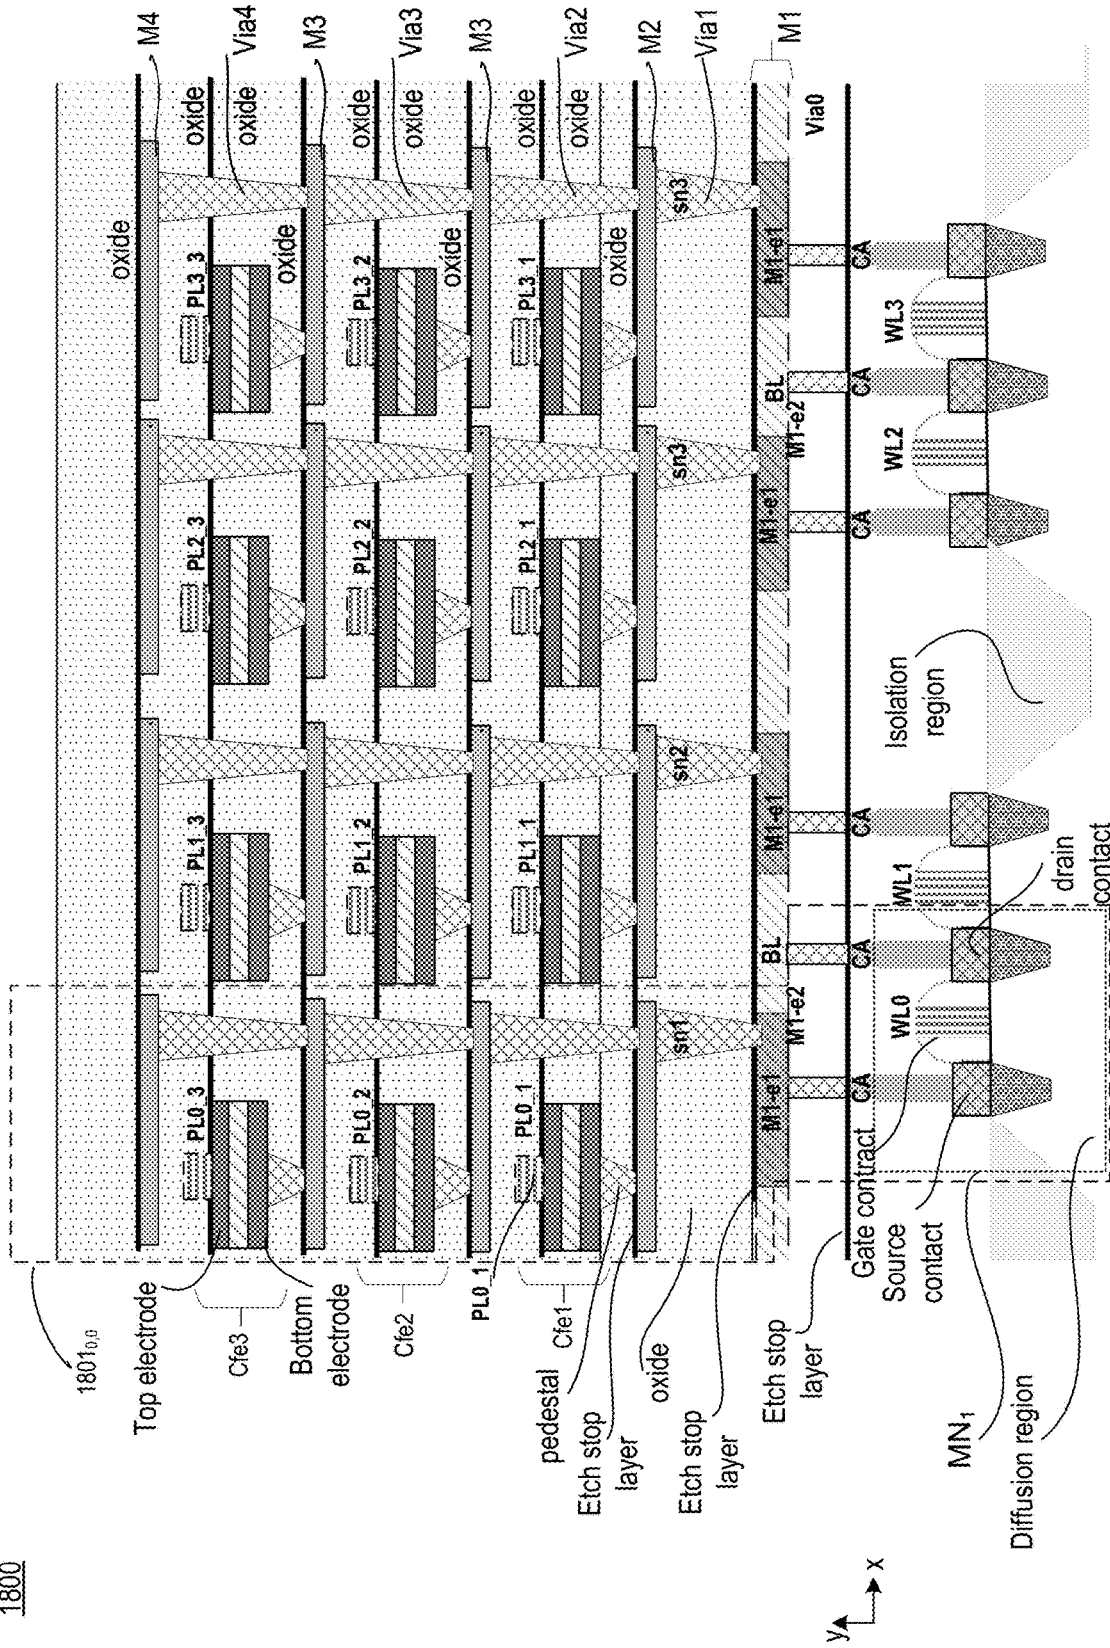 1800
1801₀,₀
M4
oxide
Via4
oxide
oxide
PL0_3
PL1_3
PL2_3
PL3_3
Top electrode
Cfe3
oxide
M3
Bottom
electrode
oxide
Via3
oxide
PL0_2
PL1_2
PL2_2
PL3_2
Cfe2
oxide
M3
PL0_1
oxide
Via2
oxide
PL0_1
PL1_1
PL2_1
PL3_1
Cfe1
pedestal
oxide
M2
Etch stop
layer
oxide
sn1
sn2
sn3
sn3
Via1
Etch stop
layer
M1-e1
BL
M1-e1
M1-e1
BL
M1-e1
M1
M1-e2
M1-e2
Via0
Etch stop
layer
CA
CA
CA
CA
CA
CA
Gate contract
Source
contact
WL0
WL1
WL2
WL3
Isolation
region
drain
contact
MN₁
Diffusion region
y
x